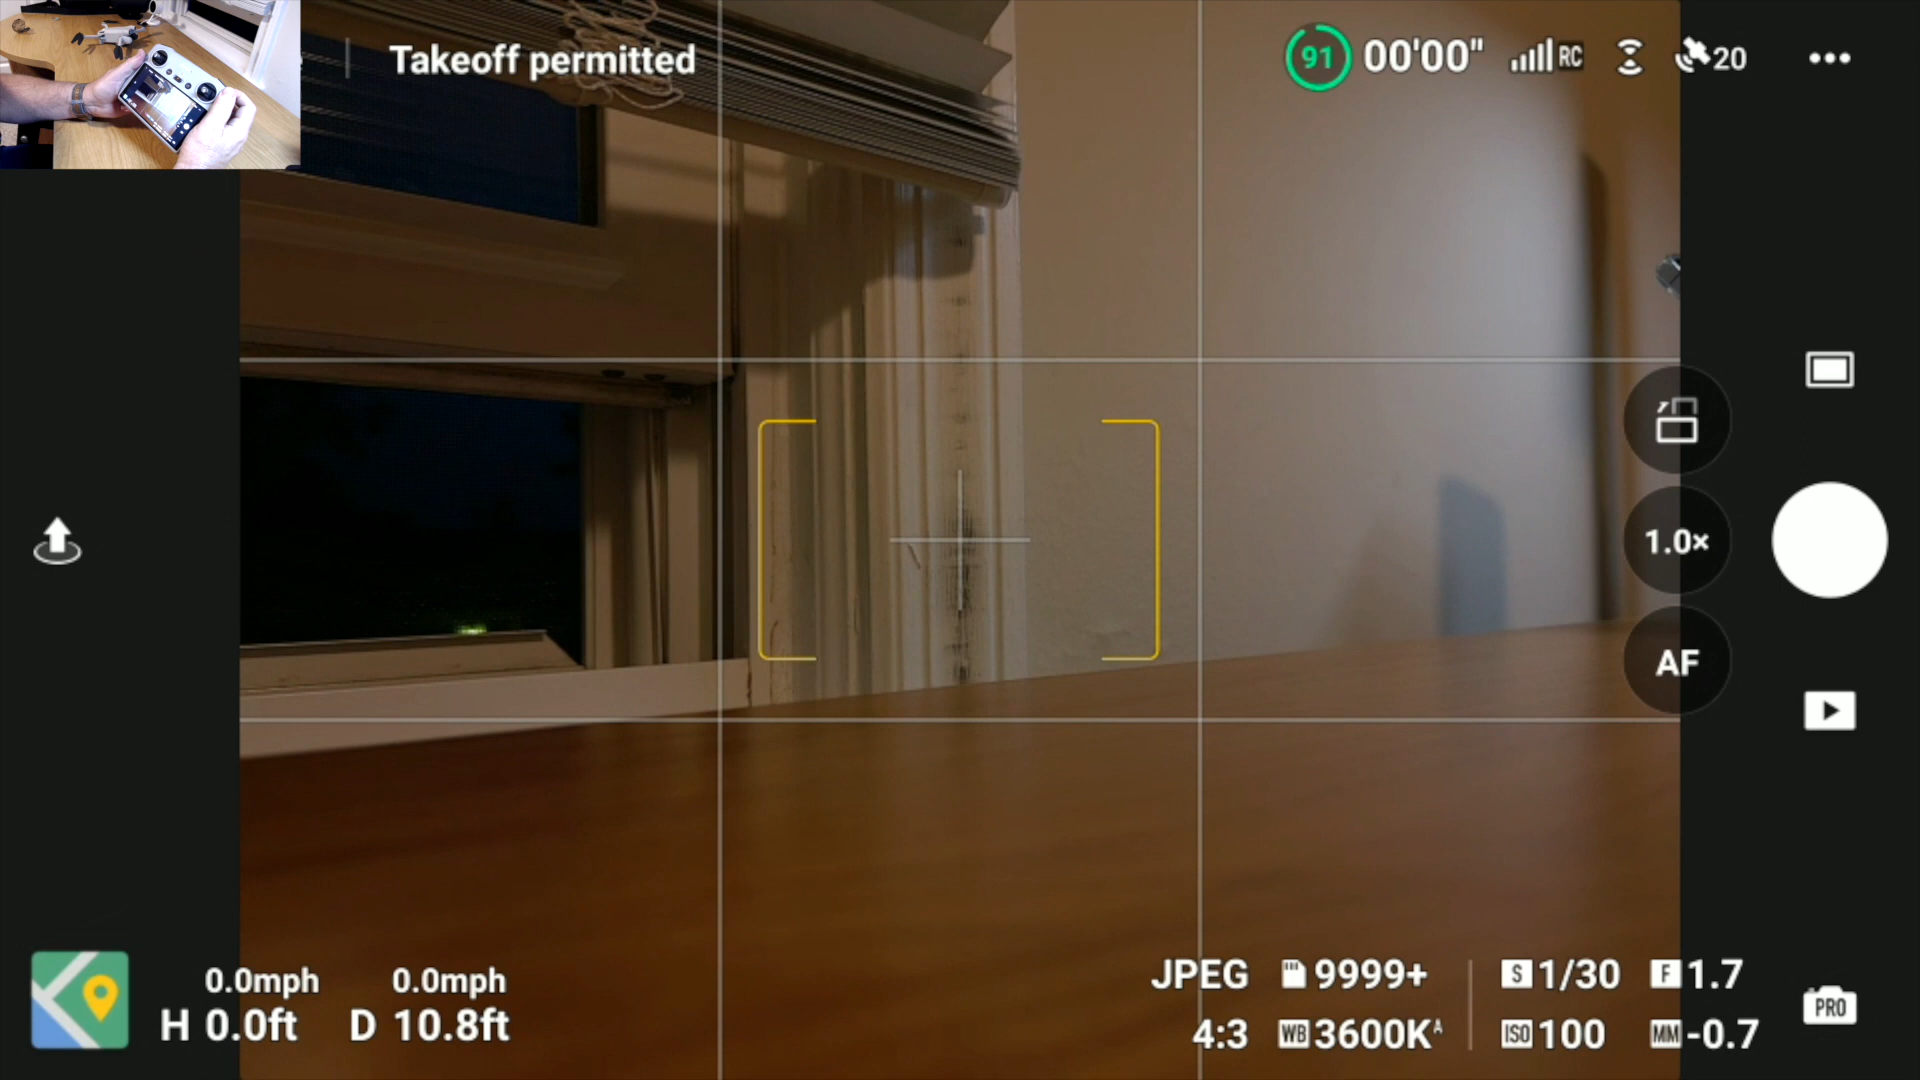 Takeoff permitted
91 00'00" RC 20
1.0×
AF
0.0mph 0.0mph
H 0.0ft D 10.8ft
JPEG 9999+ S 1/30 F 1.7
4:3 WB 3600K A ISO 100 MM -0.7
PRO